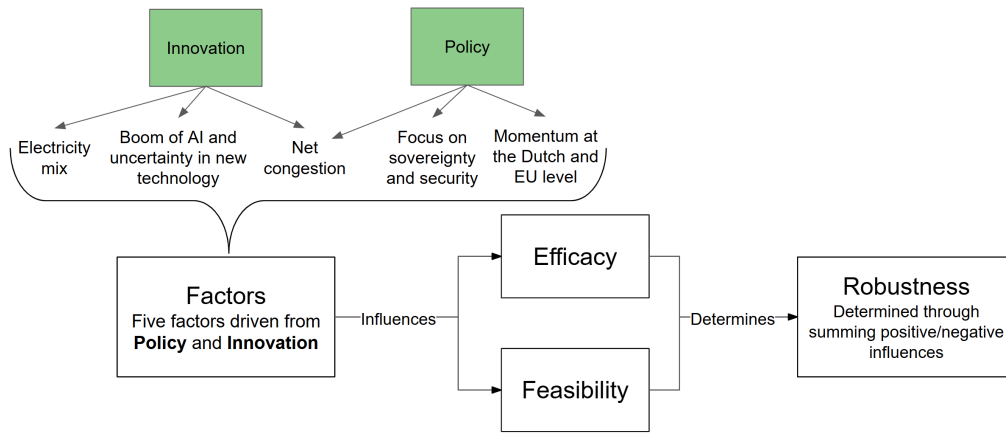 Innovation
Policy
Electricity
mix
Boom of AI and
uncertainty in new
technology
Net
congestion
Focus on
sovereignty
and security
Momentum at
the Dutch and
EU level
Factors
Five factors driven from
Policy and Innovation
Influences
Efficacy
Feasibility
Determines
Robustness
Determined through
summing positive/negative
influences